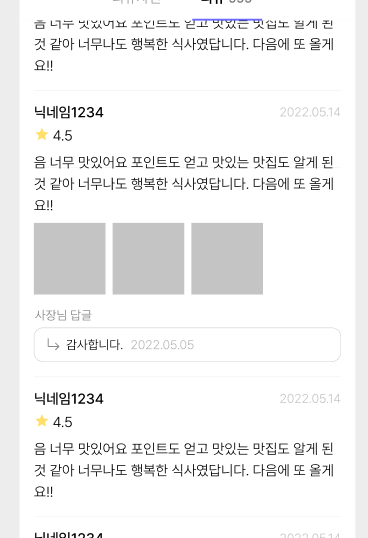 음 너무 맛있어요 포인트도 얻고 맛있는 맛집도 알게 된
것 같아 너무나도 행복한 식사였답니다. 다음에 또 올게
요!!
닉네임1234
2022.05.14
4.5
음 너무 맛있어요 포인트도 얻고 맛있는 맛집도 알게 된
것 같아 너무나도 행복한 식사였답니다. 다음에 또 올게
요!!
사장님 답글
감사합니다. 2022.05.05
닉네임1234
2022.05.14
4.5
음 너무 맛있어요 포인트도 얻고 맛있는 맛집도 알게 된
것 같아 너무나도 행복한 식사였답니다. 다음에 또 올게
요!!
닉네임1234
2022.05.14